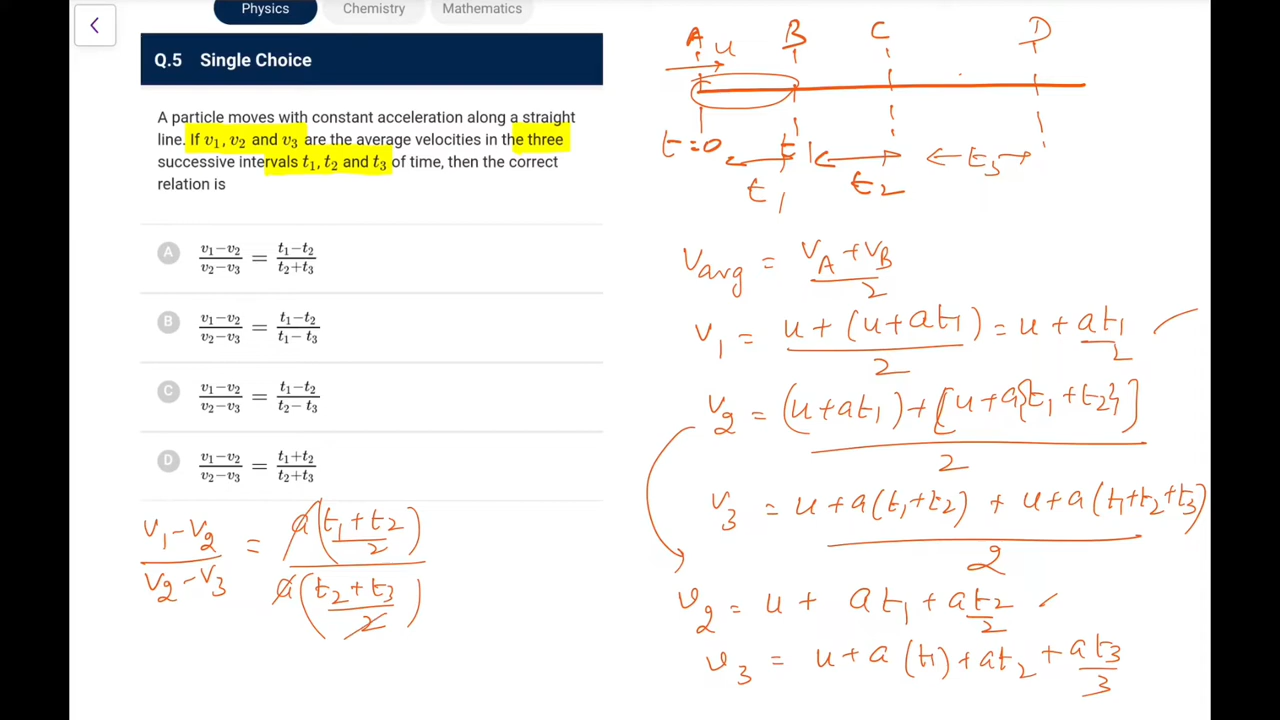 Physics
Chemistry
Mathematics
Q.5 Single Choice
A particle moves with constant acceleration along a straight
line. If v₁, v₂ and v₃ are the average velocities in the three
successive intervals t₁, t₂ and t₃ of time, then the correct
relation is
A (v₁−v₂)/(v₂−v₃) = (t₁−t₂)/(t₂+t₃)
B (v₁−v₂)/(v₂−v₃) = (t₁−t₂)/(t₁−t₃)
C (v₁−v₂)/(v₂−v₃) = (t₁−t₂)/(t₂−t₃)
D (v₁−v₂)/(v₂−v₃) = (t₁+t₂)/(t₂+t₃)
(v₁−v₂)/(v₂−v₃) = a((t₁+t₂)/2) / a((t₂+t₃)/2)
A u B C D
t=0 t₁ t₃
t₁ t₂
Vavg = (VA+VB)/2
v₁ = (u+(u+at₁))/2 = u+at₁/2
v₂ = ((u+at₁)+[u+a{t₁+t₂}])/2
v₃ = (u+a(t₁+t₂) + u+a(t₁+t₂+t₃))/2
v₂ = u + at₁ + at₂/2
v₃ = u+a(t₁)+at₂+at₃/3